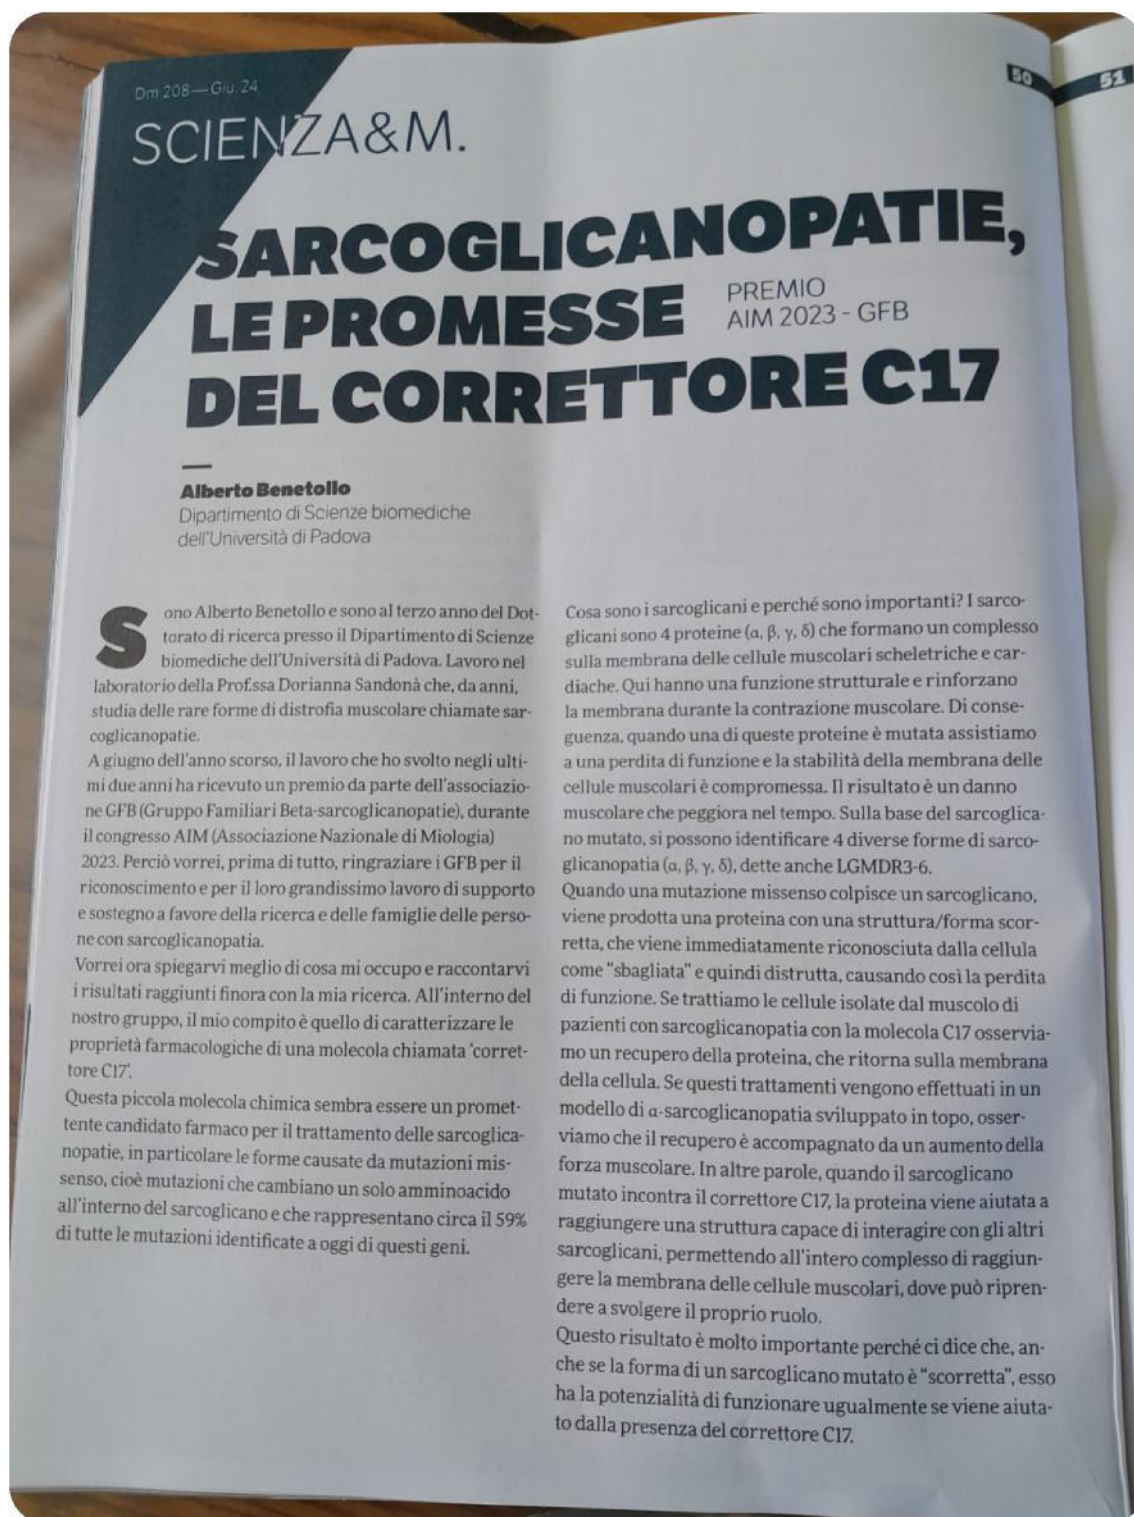 Dm 208 — Giu. 24
SCIENZA&M.
50
51
SARCOGLICANOPATIE,
LE PROMESSE
PREMIO
AIM 2023 - GFB
DEL CORRETTORE C17
Alberto Benetollo
Dipartimento di Scienze biomediche
dell'Università di Padova
Sono Alberto Benetollo e sono al terzo anno del Dot-
torato di ricerca presso il Dipartimento di Scienze
biomediche dell'Università di Padova. Lavoro nel
laboratorio della Prof.ssa Dorianna Sandonà che, da anni,
studia delle rare forme di distrofia muscolare chiamate sar-
coglicanopatie.
A giugno dell'anno scorso, il lavoro che ho svolto negli ulti-
mi due anni ha ricevuto un premio da parte dell'associazio-
ne GFB (Gruppo Familiari Beta-sarcoglicanopatie), durante
il congresso AIM (Associazione Nazionale di Miologia)
2023. Perciò vorrei, prima di tutto, ringraziare i GFB per il
riconoscimento e per il loro grandissimo lavoro di supporto
e sostegno a favore della ricerca e delle famiglie delle perso-
ne con sarcoglicanopatia.
Vorrei ora spiegarvi meglio di cosa mi occupo e raccontarvi
i risultati raggiunti finora con la mia ricerca. All'interno del
nostro gruppo, il mio compito è quello di caratterizzare le
proprietà farmacologiche di una molecola chiamata 'corret-
tore C17'.
Questa piccola molecola chimica sembra essere un promet-
tente candidato farmaco per il trattamento delle sarcoglica-
nopatie, in particolare le forme causate da mutazioni mis-
senso, cioè mutazioni che cambiano un solo amminoacido
all'interno del sarcoglicano e che rappresentano circa il 59%
di tutte le mutazioni identificate a oggi di questi geni.
Cosa sono i sarcoglicani e perché sono importanti? I sarco-
glicani sono 4 proteine (α, β, γ, δ) che formano un complesso
sulla membrana delle cellule muscolari scheletriche e car-
diache. Qui hanno una funzione strutturale e rinforzano
la membrana durante la contrazione muscolare. Di conse-
guenza, quando una di queste proteine è mutata assistiamo
a una perdita di funzione e la stabilità della membrana delle
cellule muscolari è compromessa. Il risultato è un danno
muscolare che peggiora nel tempo. Sulla base del sarcoglica-
no mutato, si possono identificare 4 diverse forme di sarco-
glicanopatia (α, β, γ, δ), dette anche LGMDR3-6.
Quando una mutazione missenso colpisce un sarcoglicano,
viene prodotta una proteina con una struttura/forma scor-
retta, che viene immediatamente riconosciuta dalla cellula
come "sbagliata" e quindi distrutta, causando così la perdita
di funzione. Se trattiamo le cellule isolate dal muscolo di
pazienti con sarcoglicanopatia con la molecola C17 osservia-
mo un recupero della proteina, che ritorna sulla membrana
della cellula. Se questi trattamenti vengono effettuati in un
modello di α-sarcoglicanopatia sviluppato in topo, osser-
viamo che il recupero è accompagnato da un aumento della
forza muscolare. In altre parole, quando il sarcoglicano
mutato incontra il correttore C17, la proteina viene aiutata a
raggiungere una struttura capace di interagire con gli altri
sarcoglicani, permettendo all'intero complesso di raggiun-
gere la membrana delle cellule muscolari, dove può ripren-
dere a svolgere il proprio ruolo.
Questo risultato è molto importante perché ci dice che, an-
che se la forma di un sarcoglicano mutato è "scorretta", esso
ha la potenzialità di funzionare ugualmente se viene aiuta-
to dalla presenza del correttore C17.